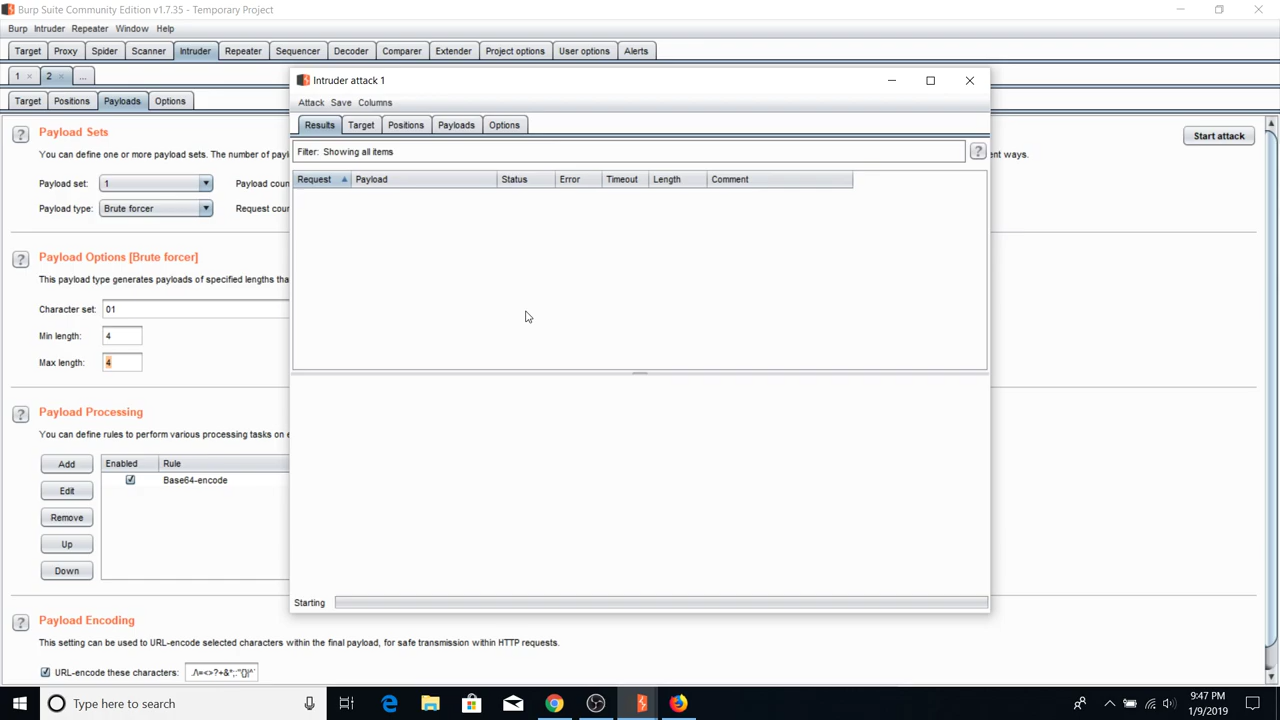 Burp Suite Community Edition v1.7.35 - Temporary Project
Burp Intruder Repeater Window Help
Target Proxy Spider Scanner Intruder Repeater Sequencer Decoder Comparer Extender Project options User options Alerts
1 × 2 × ...
Intruder attack 1
Target Positions Payloads Options
Attack Save Columns
Results Target Positions Payloads Options
? Payload Sets
Start attack
You can define one or more payload sets. The number of payl
ent ways.
Filter: Showing all items
?
Payload set: 1 Payload coun
Request Payload Status Error Timeout Length Comment
Payload type: Brute forcer Request coun
? Payload Options [Brute forcer]
This payload type generates payloads of specified lengths tha
Character set: 01
Min length: 4
Max length: 4
? Payload Processing
You can define rules to perform various processing tasks on e
Add Enabled Rule
Base64-encode
Edit
Remove
Up
Down
Starting
? Payload Encoding
This setting can be used to URL-encode selected characters within the final payload, for safe transmission within HTTP requests.
URL-encode these characters:
Type here to search
9:47 PM
1/9/2019